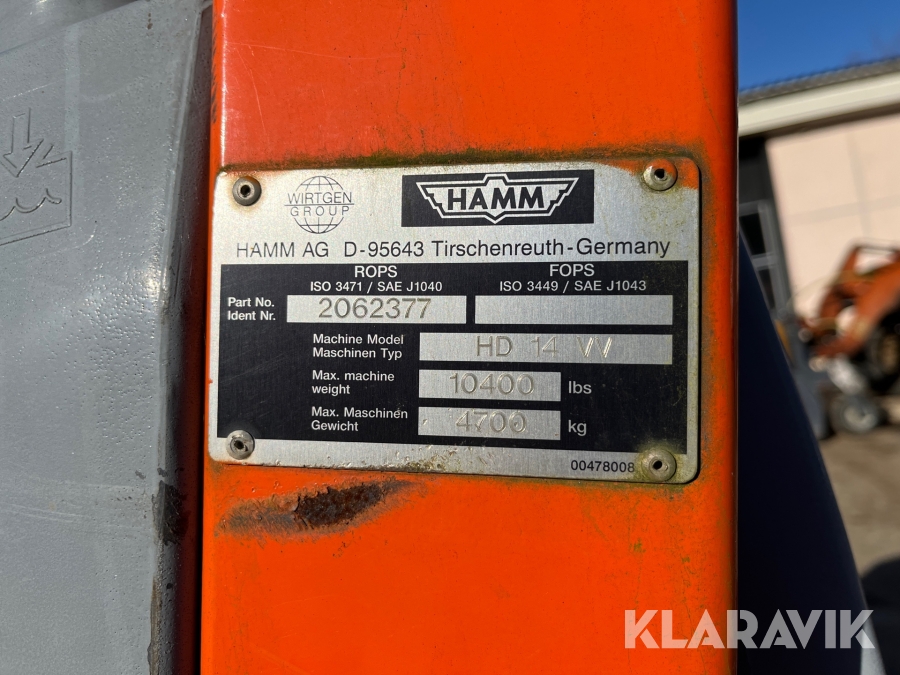 WIRTGEN
GROUP
HAMM
HAMM AG D-95643 Tirschenreuth-Germany
ROPS
ISO 3471 / SAE J1040
FOPS
ISO 3449 / SAE J1043
Part No.
Ident Nr.
2062377
Machine Model
Maschinen Typ
HD 14 VV
Max. machine
weight
10400 lbs
Max. Maschinen
Gewicht
4700 kg
00478008
KLARAVIK